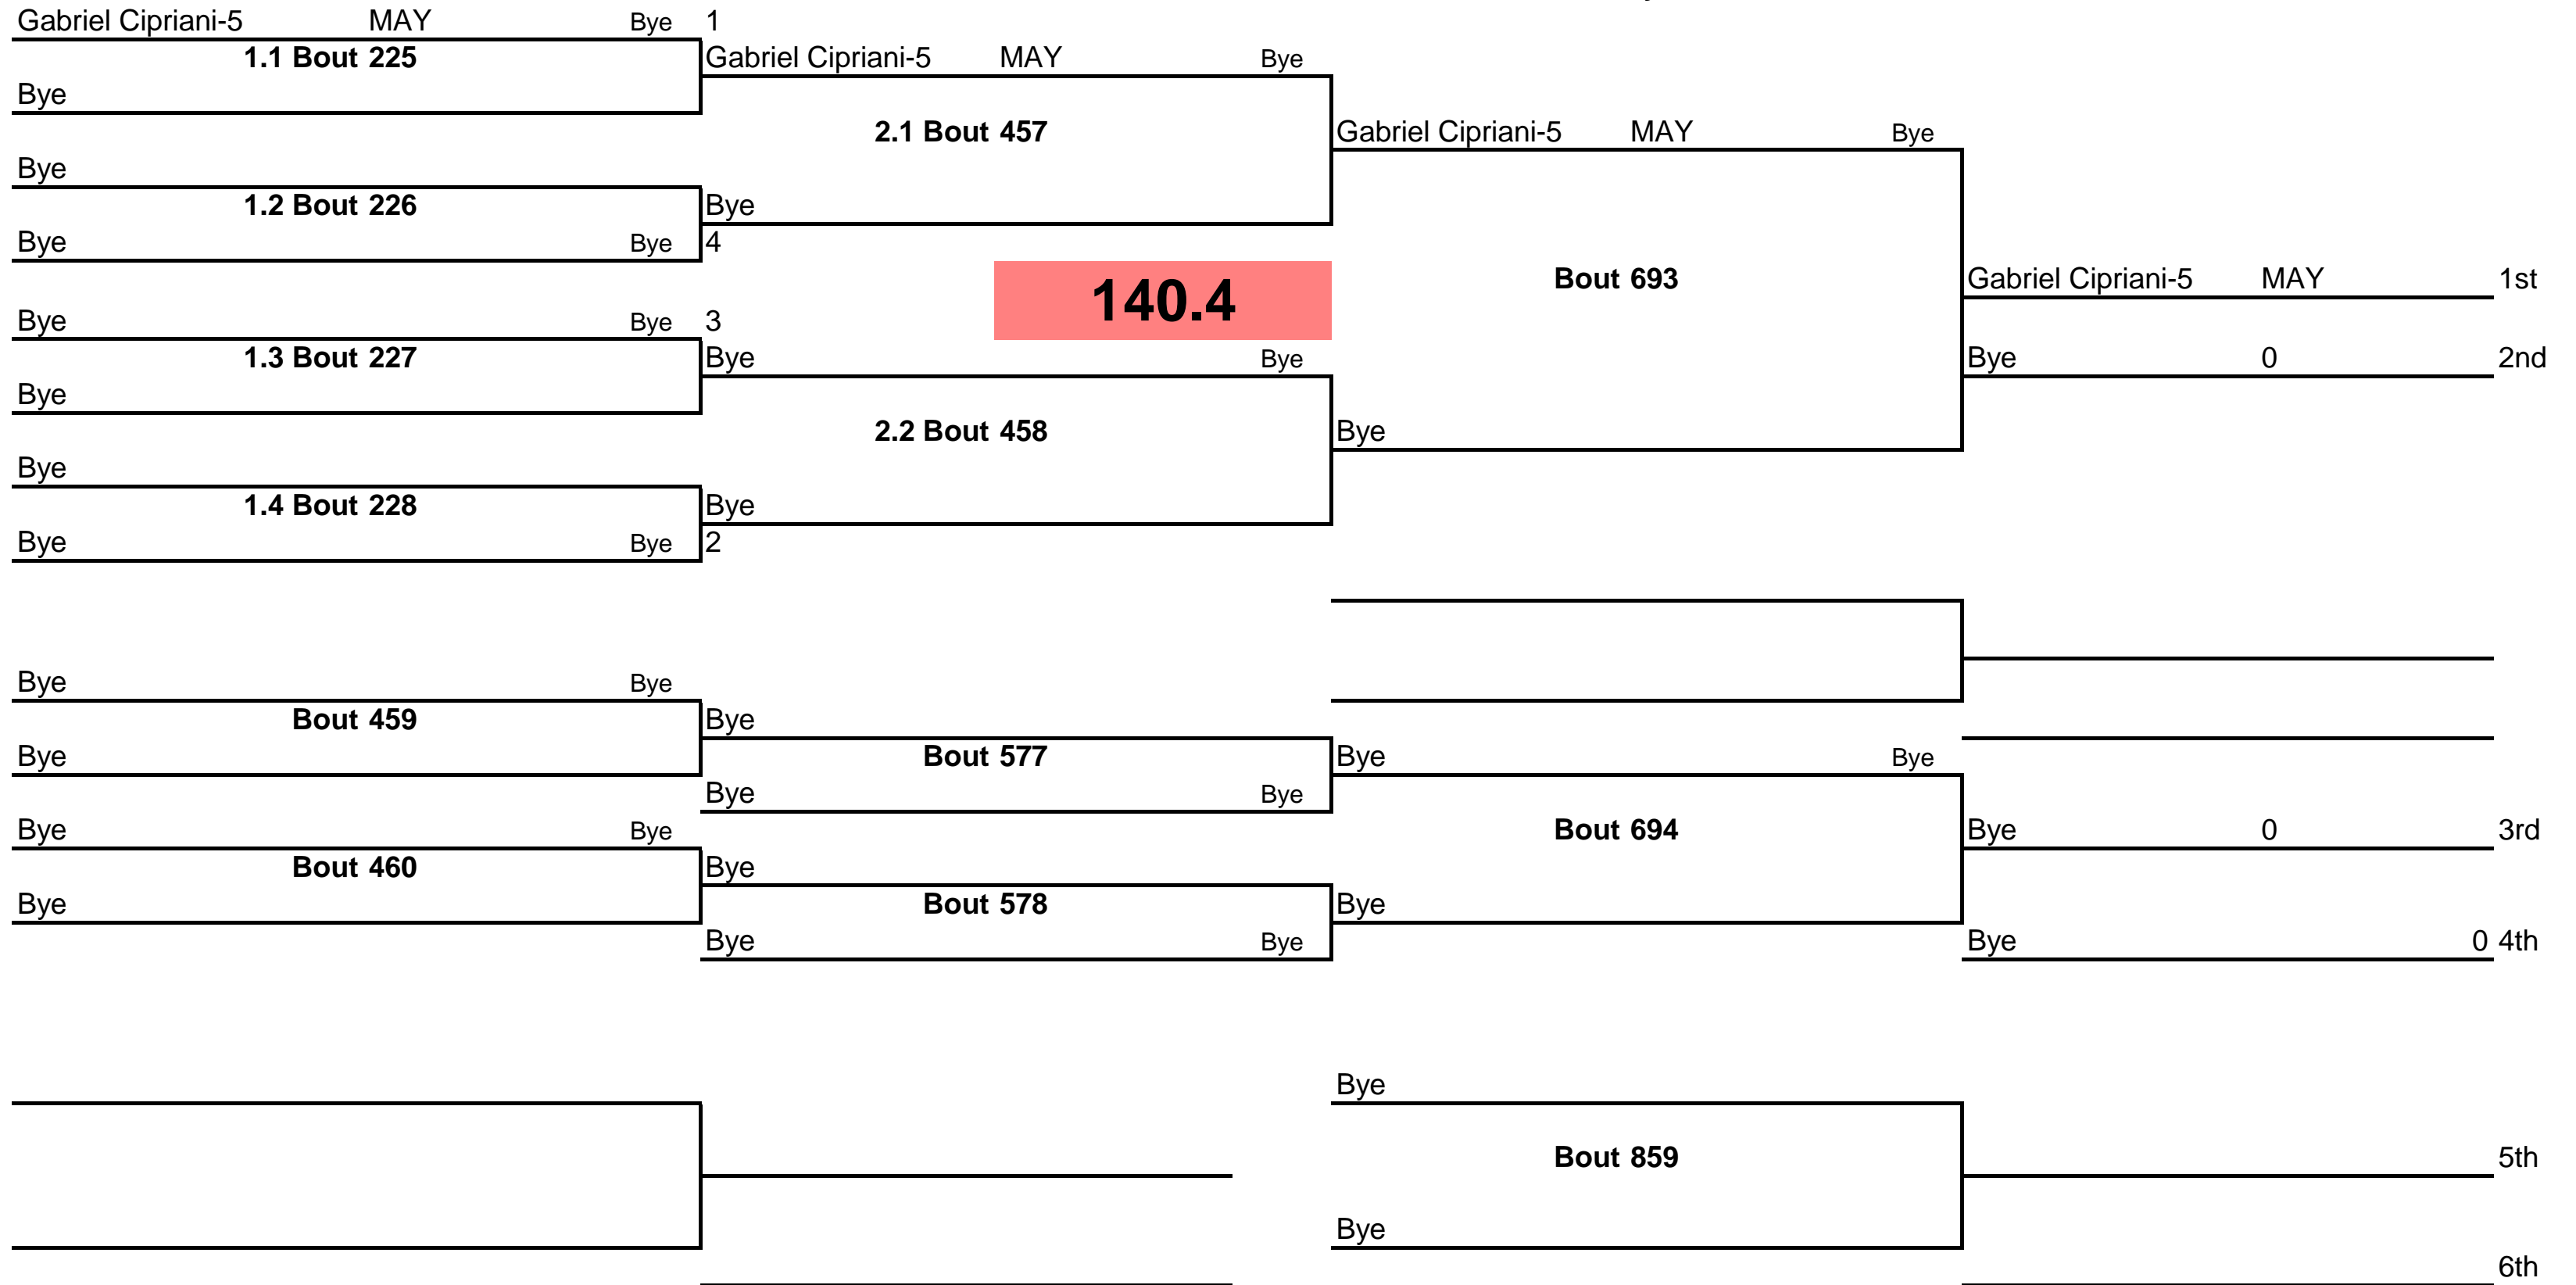 Gabriel Cipriani-5 MAY Bye 1
1.1 Bout 225
Gabriel Cipriani-5 MAY Bye
Bye
2.1 Bout 457
Gabriel Cipriani-5 MAY Bye
Bye
1.2 Bout 226
Bye
Bye Bye 4
140.4
Bout 693
Gabriel Cipriani-5 MAY 1st
Bye Bye 3
1.3 Bout 227
Bye Bye
Bye 0 2nd
Bye
2.2 Bout 458
Bye
Bye
1.4 Bout 228
Bye
Bye Bye 2
Bye Bye
Bout 459
Bye
Bye
Bout 577
Bye Bye
Bye Bye
Bye Bye
Bout 694
Bye 0 3rd
Bout 460
Bye
Bye
Bout 578
Bye
Bye Bye
Bye 0 4th
Bye
Bout 859
5th
Bye
6th